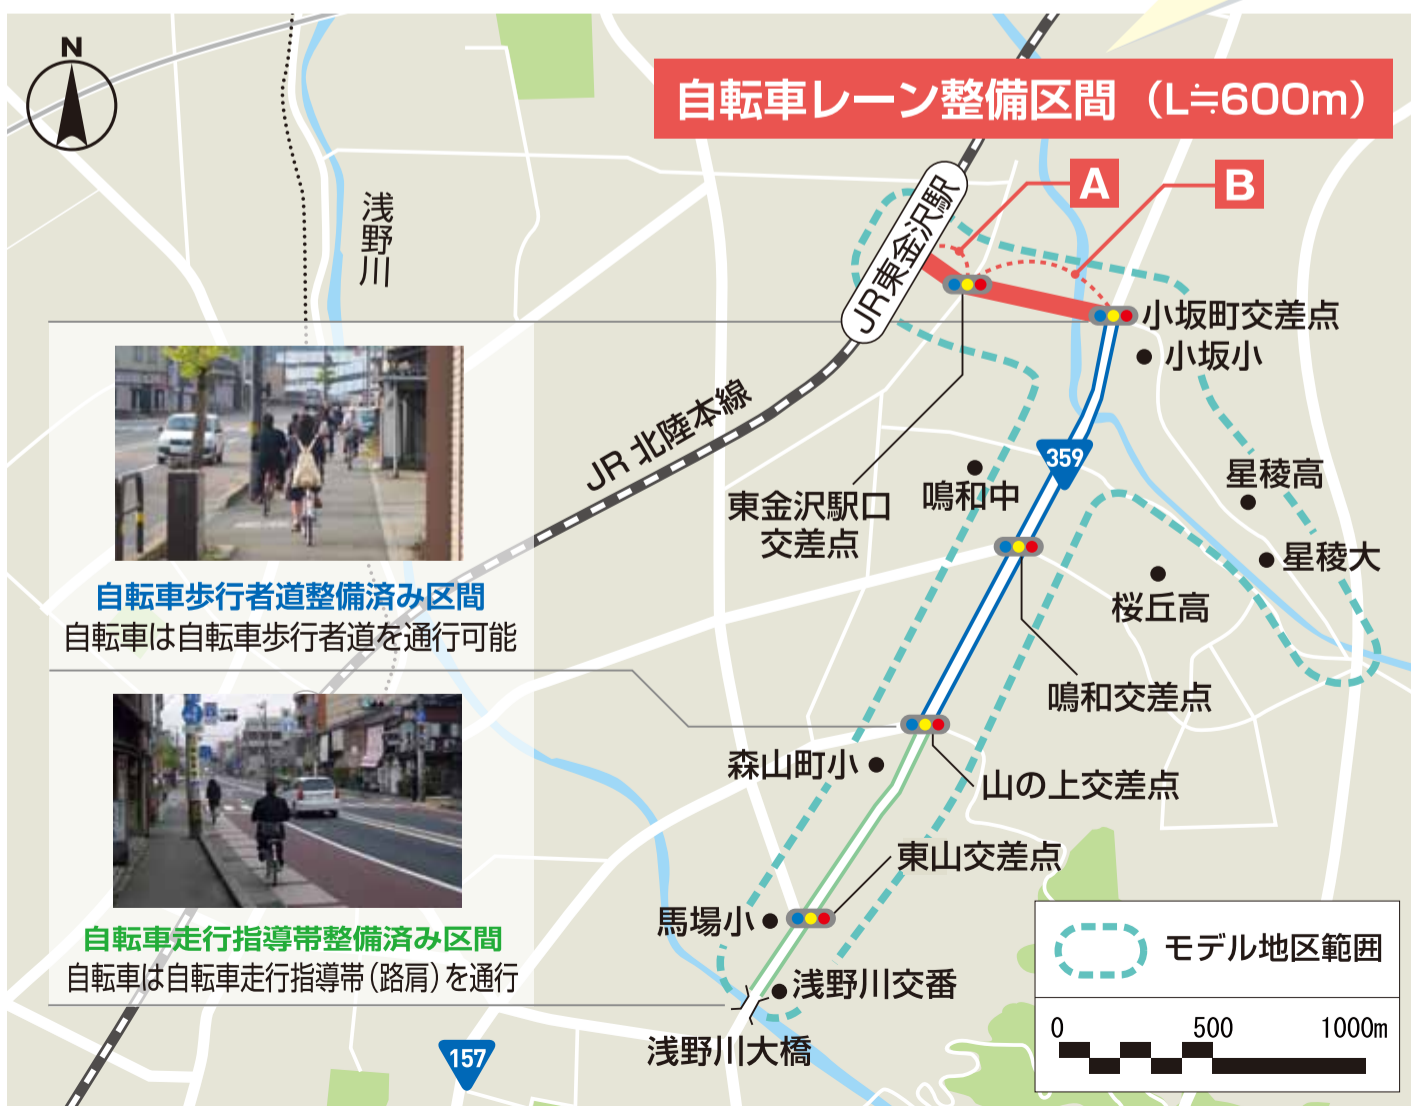 N
自転車レーン整備区間（L≒600m）
A
B
浅野川
JR東金沢駅
小坂町交差点
小坂小
JR北陸本線
359
東金沢駅口
交差点
鳴和中
星稜高
星稜大
桜丘高
自転車歩行者道整備済み区間
自転車は自転車歩行者道を通行可能
鳴和交差点
森山町小
山の上交差点
東山交差点
馬場小
自転車走行指導帯整備済み区間
自転車は自転車走行指導帯（路肩）を通行
浅野川交番
浅野川大橋
157
モデル地区範囲
0 500 1000m